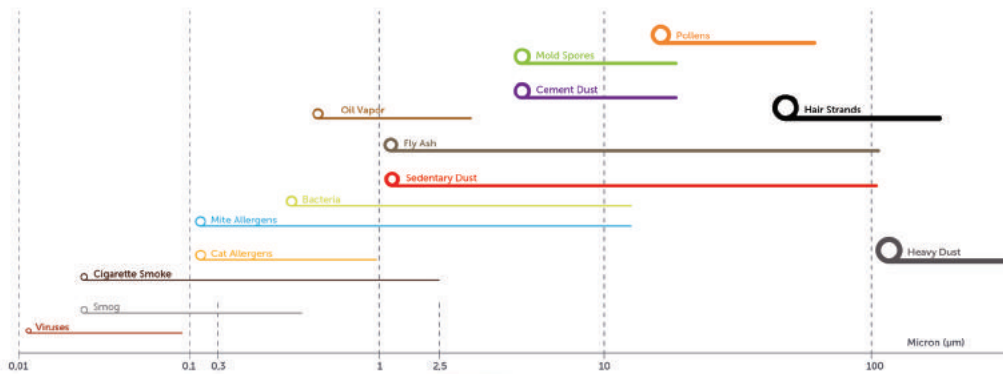 Pollens
Mold Spores
Cement Dust
Oil Vapor
Hair Strands
Fly Ash
Sedentary Dust
Bacteria
Mite Allergens
Cat Allergens
Heavy Dust
Cigarette Smoke
Smog
Viruses
Micron (µm)
0,01 0,1 0,3 1 2,5 10 100